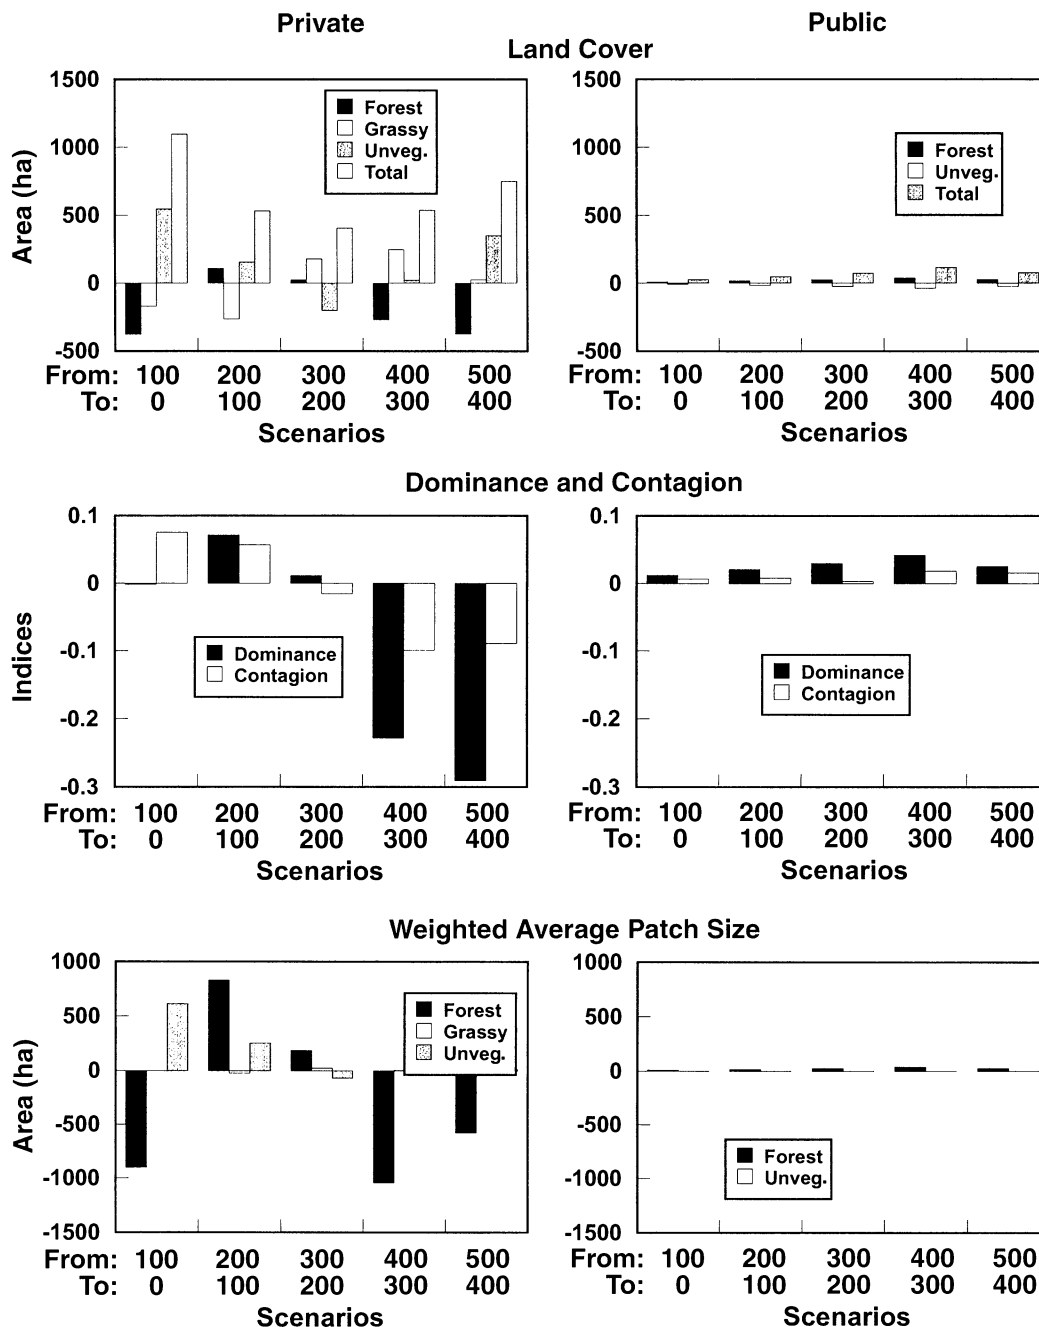 Private Public
Land Cover
1500 1500
1000 1000
500 500
0 0
-500 -500
Area (ha)
Forest
Grassy
Unveg.
Total
Forest
Unveg.
Total
From: 100 200 300 400 500
To: 0 100 200 300 400
Scenarios
From: 100 200 300 400 500
To: 0 100 200 300 400
Scenarios
Dominance and Contagion
0.1 0.1
0 0
-0.1 -0.1
-0.2 -0.2
-0.3 -0.3
Indices
Dominance
Contagion
Dominance
Contagion
From: 100 200 300 400 500
To: 0 100 200 300 400
Scenarios
From: 100 200 300 400 500
To: 0 100 200 300 400
Scenarios
Weighted Average Patch Size
1000 1000
500 500
0 0
-500 -500
-1000 -1000
-1500 -1500
Area (ha)
Forest
Grassy
Unveg.
Forest
Unveg.
From: 100 200 300 400 500
To: 0 100 200 300 400
Scenarios
From: 100 200 300 400 500
To: 0 100 200 300 400
Scenarios